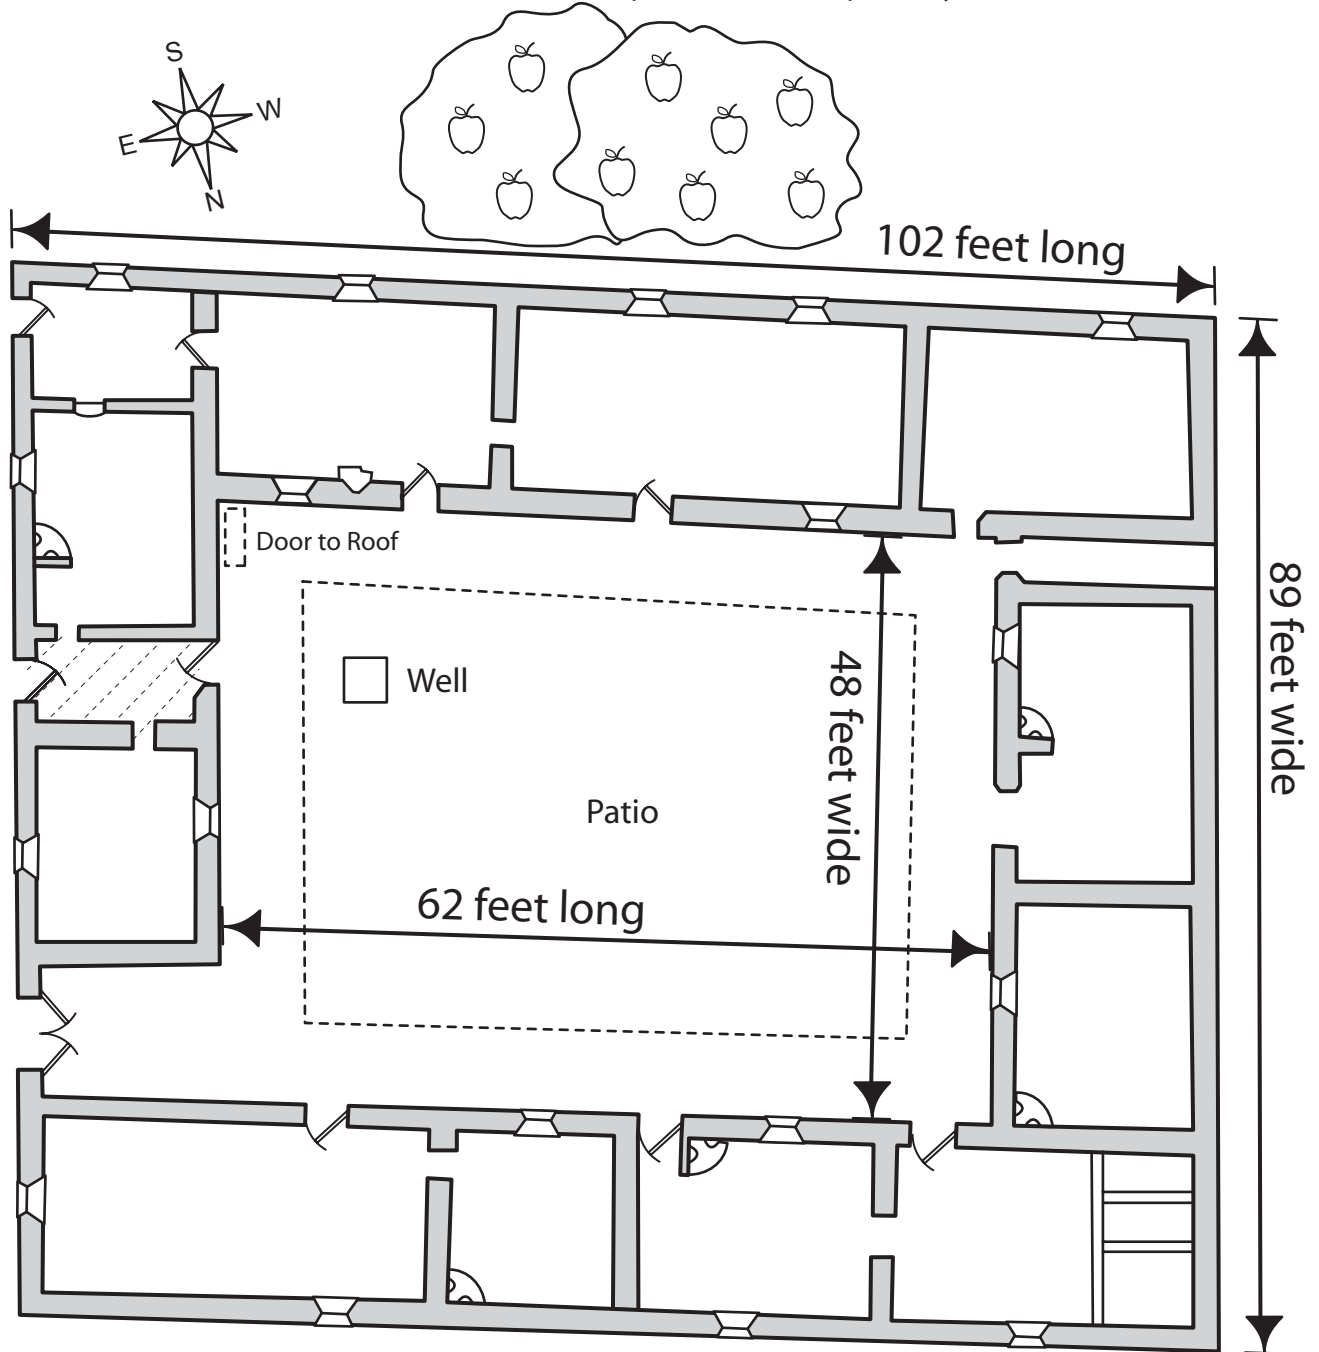 S
W
E
N
102 feet long
Door to Roof
89 feet wide
Well
48 feet wide
Patio
62 feet long